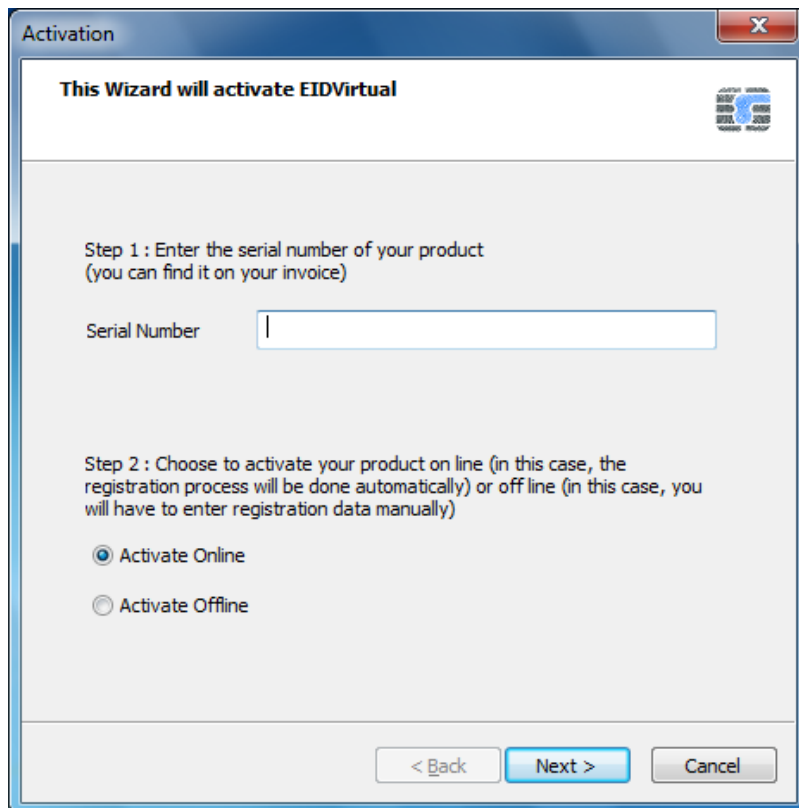 Activation
This Wizard will activate EIDVirtual
Step 1 : Enter the serial number of your product
(you can find it on your invoice)
Serial Number
Step 2 : Choose to activate your product on line (in this case, the
registration process will be done automatically) or off line (in this case, you
will have to enter registration data manually)
Activate Online
Activate Offline
< Back
Next >
Cancel